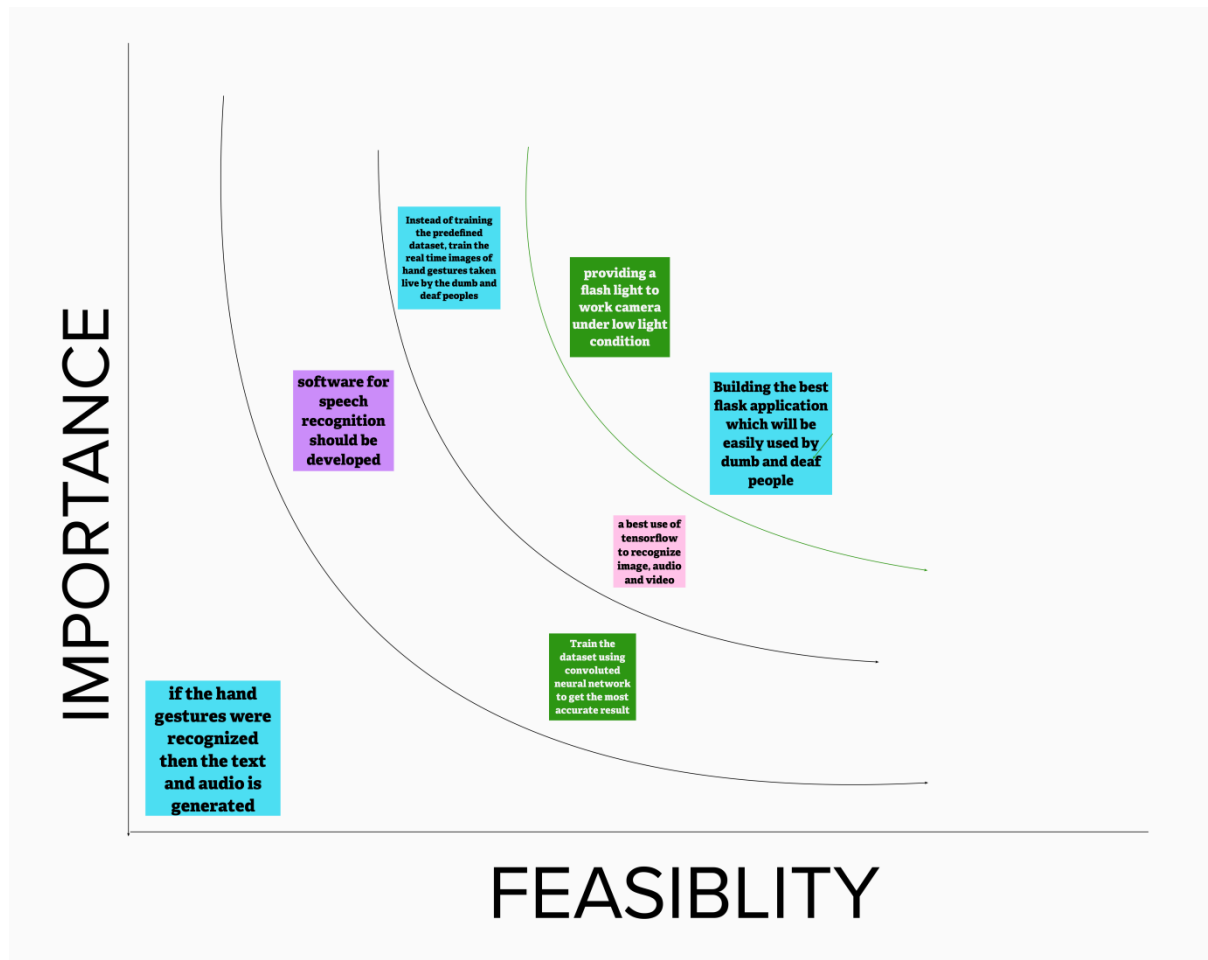 IMPORTANCE
Instead of training
the predefined
dataset, train the
real time images of
hand gestures taken
live by the dumb and
deaf peoples
providing a
flash light to
work camera
under low light
condition
software for
speech
recognition
should be
developed
Building the best
flask application
which will be
easily used by
dumb and deaf
people
a best use of
tensorflow
to recognize
image, audio
and video
Train the
dataset using
convoluted
neural network
to get the most
accurate result
if the hand
gestures were
recognized
then the text
and audio is
generated
FEASIBLITY